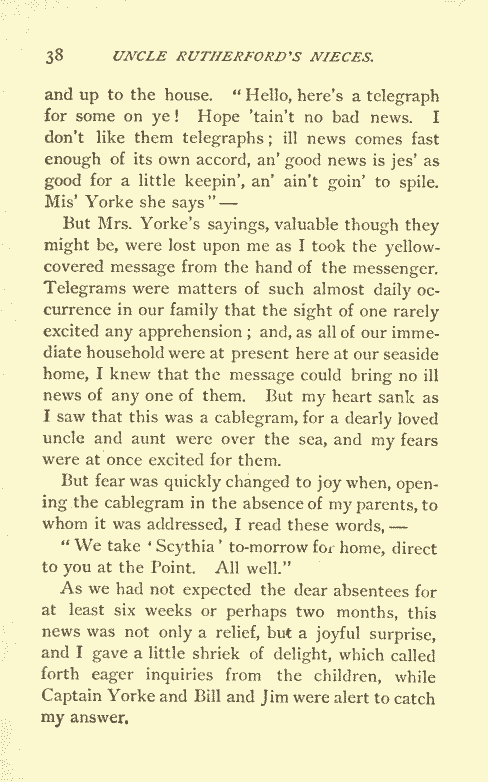 38 UNCLE RUTHERFORD'S NIECES.
and up to the house. "Hello, here's a telegraph
for some on ye! Hope 'tain't no bad news. I
don't like them telegraphs; ill news comes fast
enough of its own accord, an' good news is jes' as
good for a little keepin', an' ain't goin' to spile.
Mis' Yorke she says"—
But Mrs. Yorke's sayings, valuable though they
might be, were lost upon me as I took the yellow-
covered message from the hand of the messenger.
Telegrams were matters of such almost daily oc-
currence in our family that the sight of one rarely
excited any apprehension; and, as all of our imme-
diate household were at present here at our seaside
home, I knew that the message could bring no ill
news of any one of them. But my heart sank as
I saw that this was a cablegram, for a dearly loved
uncle and aunt were over the sea, and my fears
were at once excited for them.
But fear was quickly changed to joy when, open-
ing the cablegram in the absence of my parents, to
whom it was addressed, I read these words,—
"We take 'Scythia' to-morrow for home, direct
to you at the Point. All well."
As we had not expected the dear absentees for
at least six weeks or perhaps two months, this
news was not only a relief, but a joyful surprise,
and I gave a little shriek of delight, which called
forth eager inquiries from the children, while
Captain Yorke and Bill and Jim were alert to catch
my answer.